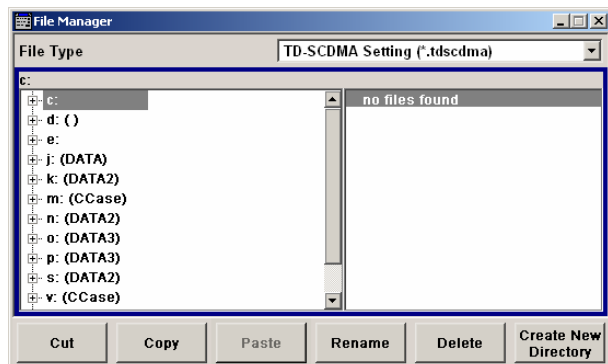 File Manager
File Type
TD-SCDMA Setting (*.tdscdma)
c:
c:
d: ( )
e:
j: (DATA)
k: (DATA2)
m: (CCase)
n: (DATA2)
o: (DATA3)
p: (DATA3)
s: (DATA2)
v: (CCase)
no files found
Cut
Copy
Paste
Rename
Delete
Create New
Directory